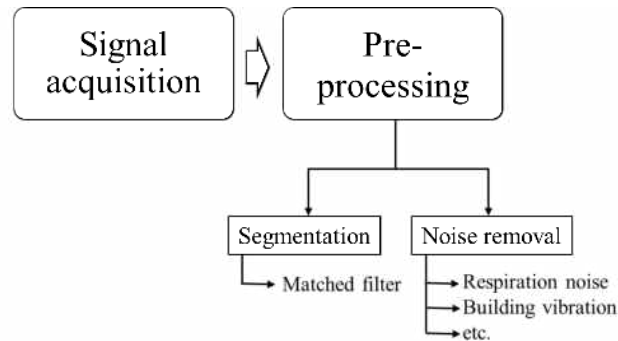 Signal
acquisition
Pre-
processing
Segmentation
Noise removal
Matched filter
Respiration noise
Building vibration
etc.